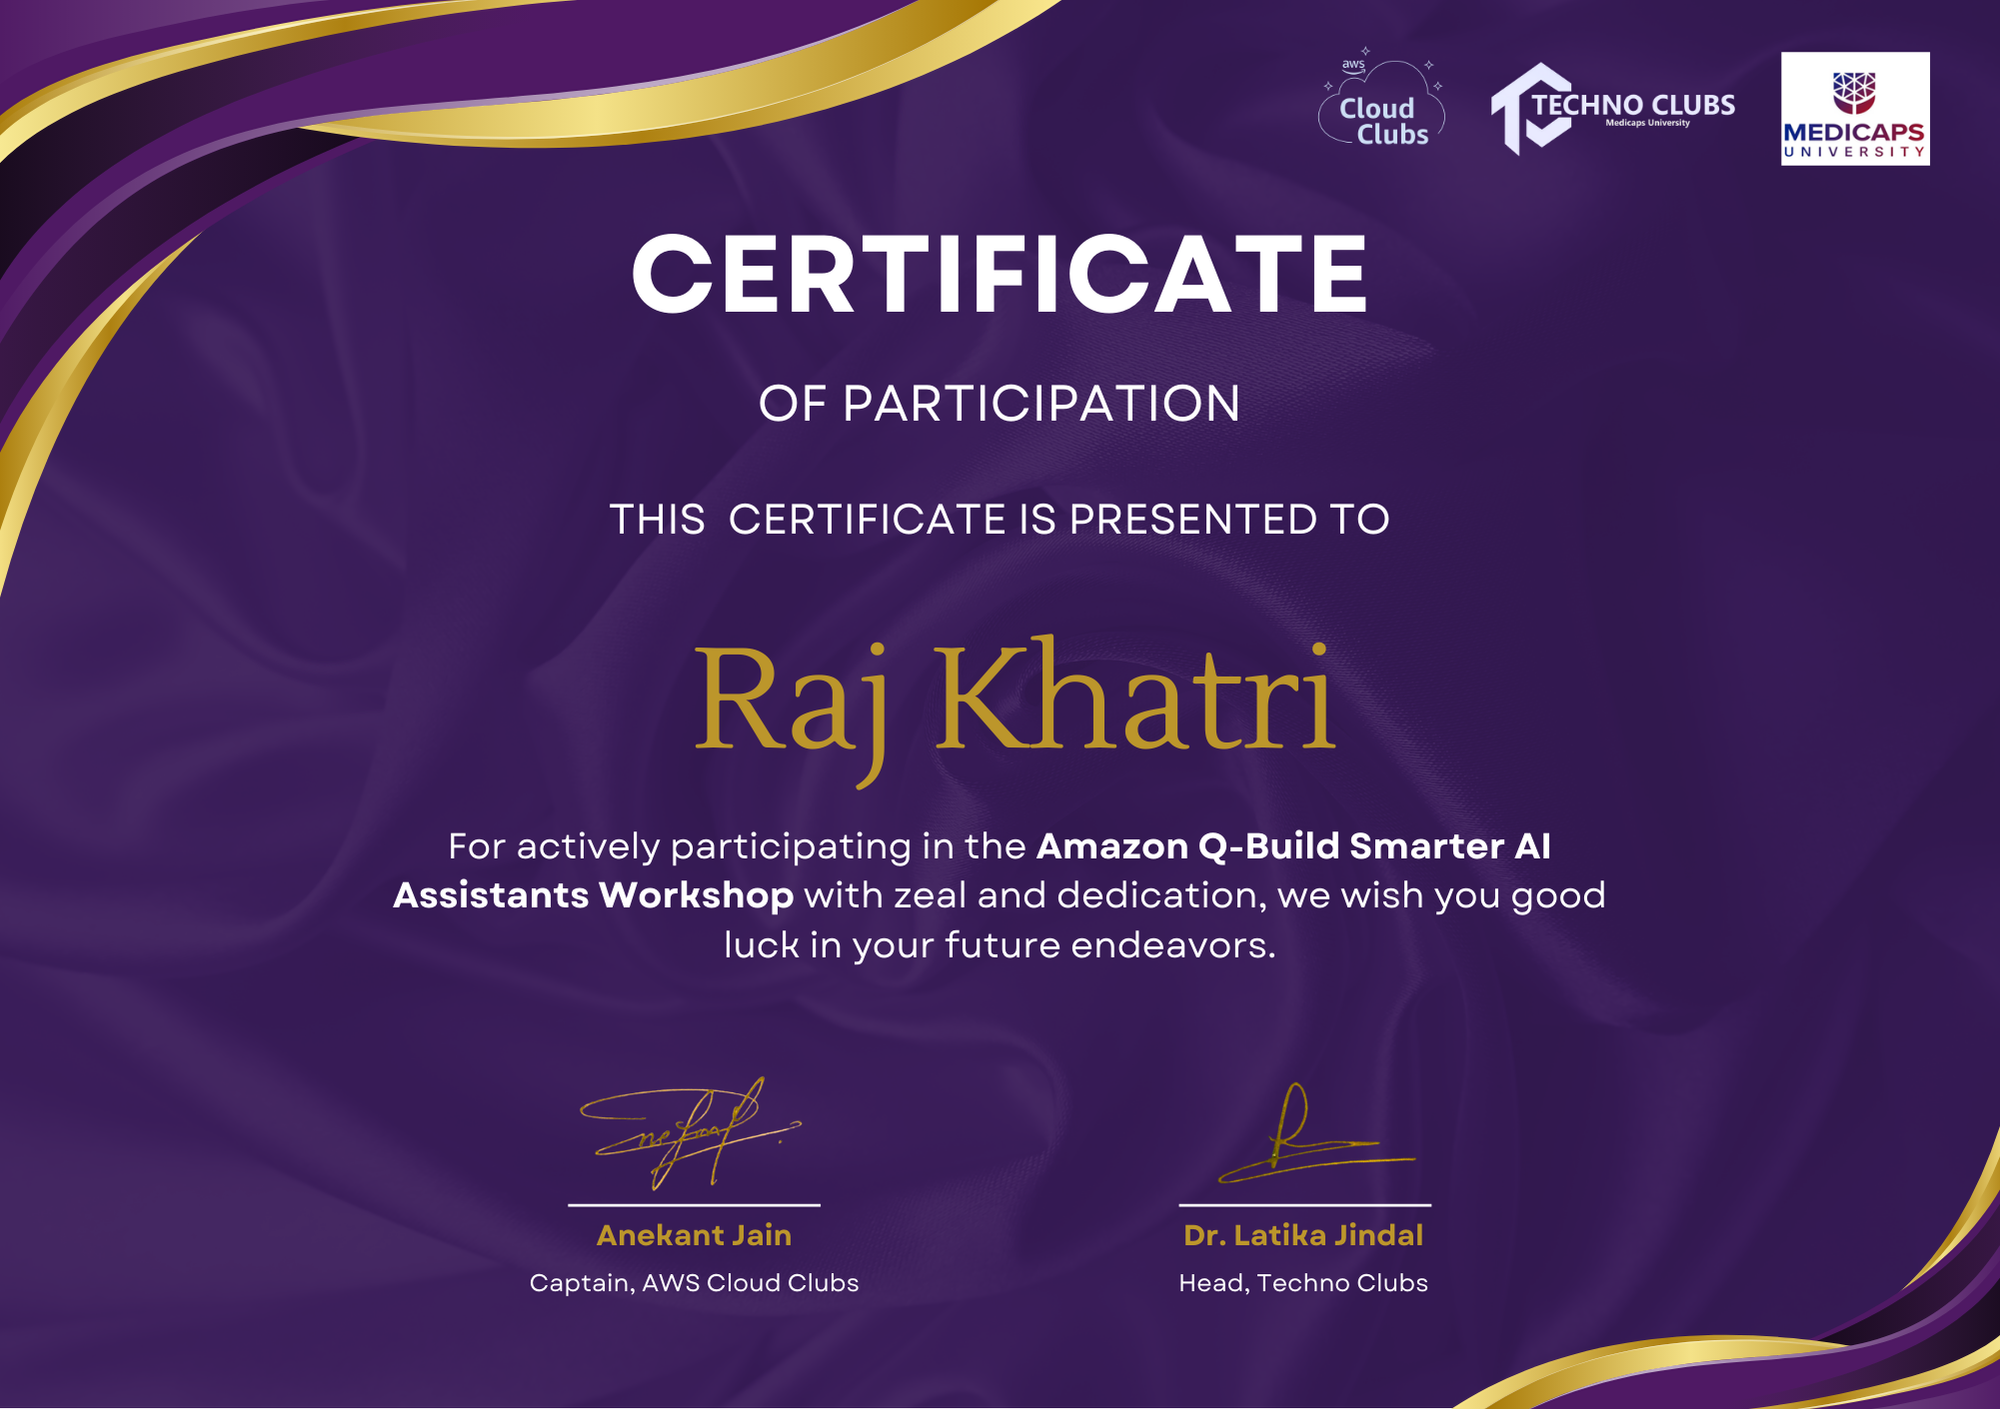 aws
Cloud
Clubs
TECHNO CLUBS
Medicaps University
MEDICAPS
UNIVERSITY
CERTIFICATE
OF PARTICIPATION
THIS CERTIFICATE IS PRESENTED TO
Raj Khatri
For actively participating in the Amazon Q-Build Smarter AI
Assistants Workshop with zeal and dedication, we wish you good
luck in your future endeavors.
Anekant Jain
Captain, AWS Cloud Clubs
Dr. Latika Jindal
Head, Techno Clubs